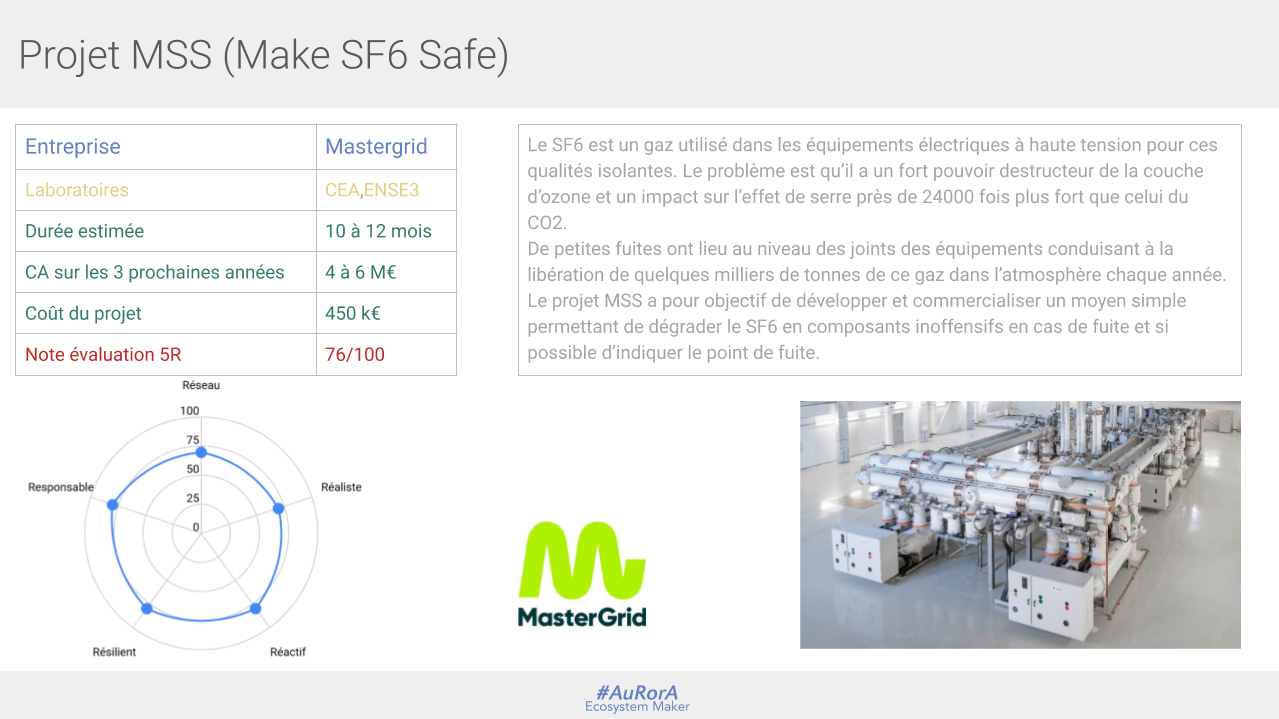 Projet MSS (Make SF6 Safe)
Entreprise Mastergrid
Laboratoires CEA,ENSE3
Durée estimée 10 à 12 mois
CA sur les 3 prochaines années 4 à 6 M€
Coût du projet 450 k€
Note évaluation 5R 76/100
Le SF6 est un gaz utilisé dans les équipements électriques à haute tension pour ces
qualités isolantes. Le problème est qu’il a un fort pouvoir destructeur de la couche
d’ozone et un impact sur l’effet de serre près de 24000 fois plus fort que celui du
CO2.
De petites fuites ont lieu au niveau des joints des équipements conduisant à la
libération de quelques milliers de tonnes de ce gaz dans l’atmosphère chaque année.
Le projet MSS a pour objectif de développer et commercialiser un moyen simple
permettant de dégrader le SF6 en composants inoffensifs en cas de fuite et si
possible d’indiquer le point de fuite.
Réseau
100
75
50
25
0
Responsable
Réaliste
Résilient
Réactif
MasterGrid
#AuRorA
Ecosystem Maker